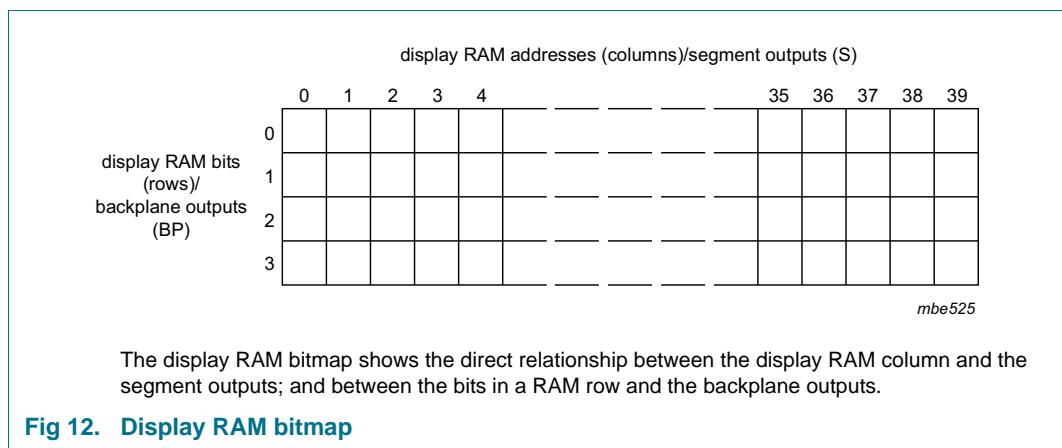 display RAM addresses (columns)/segment outputs (S)
0 1 2 3 4 35 36 37 38 39
0
display RAM bits
1
(rows)/
backplane outputs
2
(BP)
3
mbe525
The display RAM bitmap shows the direct relationship between the display RAM column and the
segment outputs; and between the bits in a RAM row and the backplane outputs.
Fig 12. Display RAM bitmap